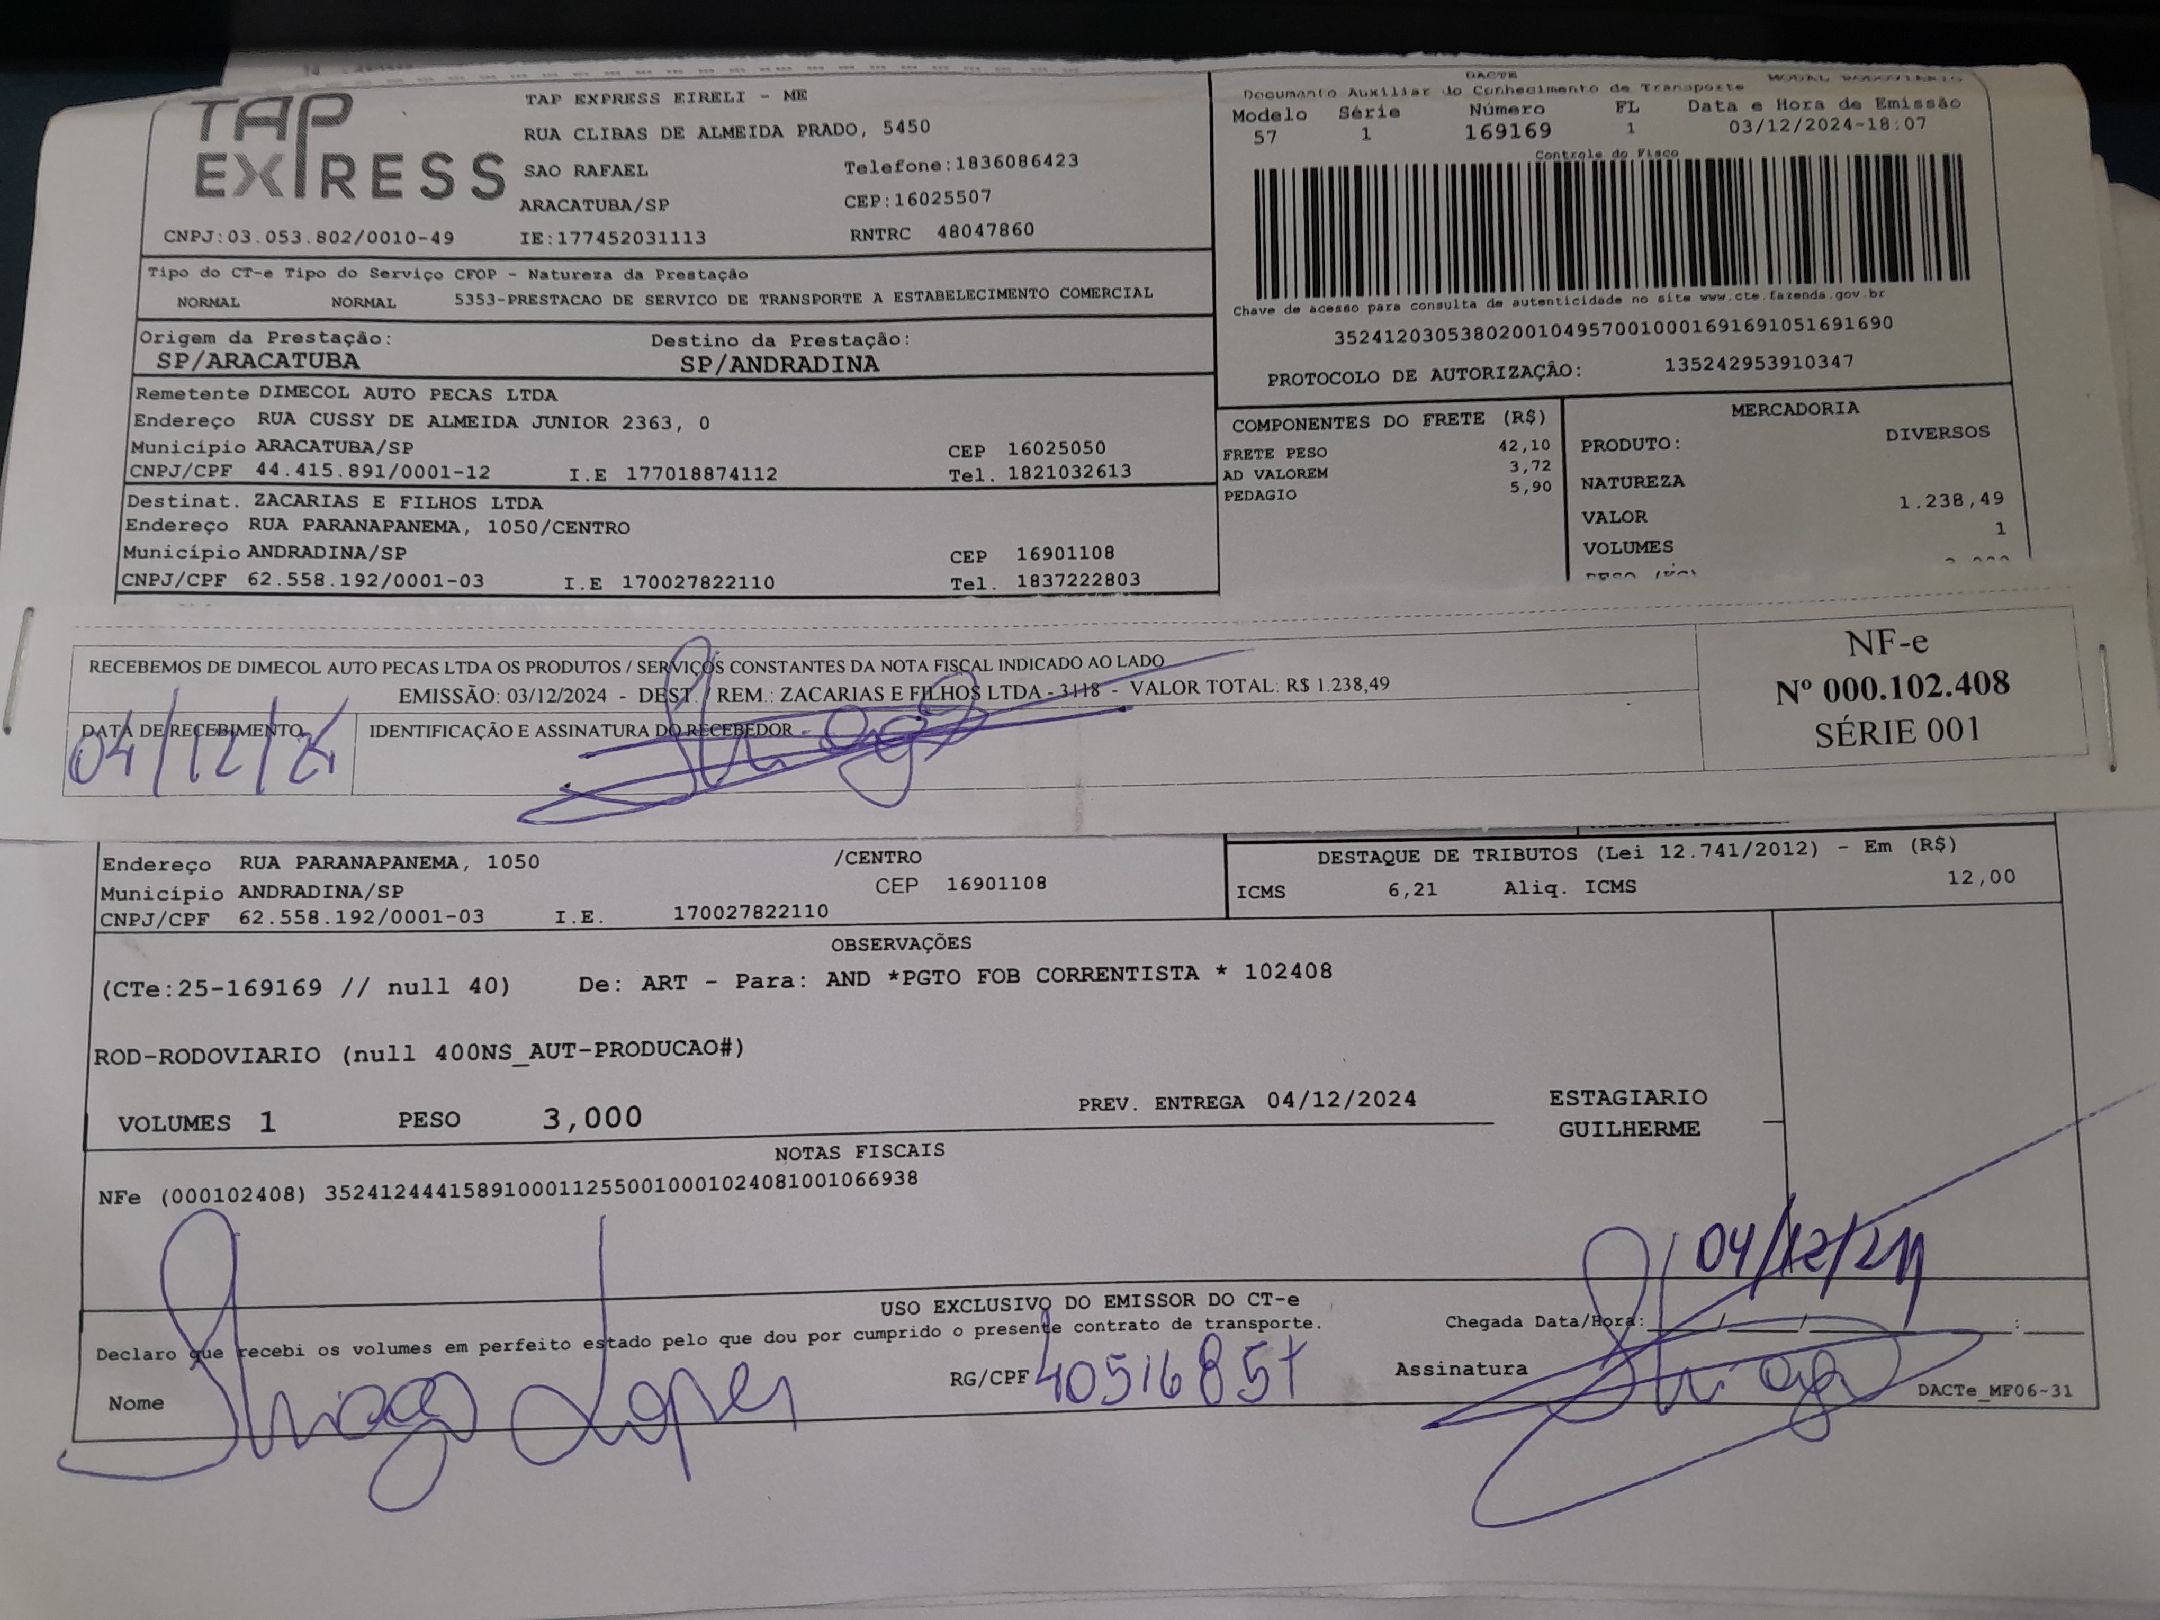 TAP
EXPRESS
TAP EXPRESS EIRELI - ME
RUA CLIBAS DE ALMEIDA PRADO, 5450
SAO RAFAEL Telefone:1836086423
ARACATUBA/SP CEP:16025507
CNPJ:03.053.802/0010-49 IE:177452031113 RNTRC 48047860
Tipo do CT-e Tipo do Serviço CFOP - Natureza da Prestação
NORMAL NORMAL 5353-PRESTACAO DE SERVICO DE TRANSPORTE A ESTABELECIMENTO COMERCIAL
Origem da Prestação: Destino da Prestação:
SP/ARACATUBA SP/ANDRADINA
Remetente DIMECOL AUTO PECAS LTDA
Endereço RUA CUSSY DE ALMEIDA JUNIOR 2363, 0
Município ARACATUBA/SP CEP 16025050
CNPJ/CPF 44.415.891/0001-12 I.E 177018874112 Tel. 1821032613
Destinat. ZACARIAS E FILHOS LTDA
Endereço RUA PARANAPANEMA, 1050/CENTRO
Município ANDRADINA/SP CEP 16901108
CNPJ/CPF 62.558.192/0001-03 I.E 170027822110 Tel. 1837222803
DACTE MODAL RODOVIARIO
Documento Auxiliar do Conhecimento de Transporte
Modelo Série Número FL Data e Hora de Emissão
57 1 169169 1 03/12/2024-18:07
Controle do Fisco
Chave de acesso para consulta de autenticidade no site www.cte.fazenda.gov.br
35241203053802001049570010001691691051691690
PROTOCOLO DE AUTORIZAÇÃO: 135242953910347
COMPONENTES DO FRETE (R$)
FRETE PESO 42,10
AD VALOREM 3,72
PEDAGIO 5,90
MERCADORIA
PRODUTO: DIVERSOS
NATUREZA
VALOR 1.238,49
VOLUMES 1
RECEBEMOS DE DIMECOL AUTO PECAS LTDA OS PRODUTOS / SERVIÇOS CONSTANTES DA NOTA FISCAL INDICADO AO LADO
EMISSÃO: 03/12/2024 - DEST. / REM.: ZACARIAS E FILHOS LTDA - 3118 - VALOR TOTAL: R$ 1.238,49
DATA DE RECEBIMENTO IDENTIFICAÇÃO E ASSINATURA DO RECEBEDOR
04/12/24 Thiago
NF-e
Nº 000.102.408
SÉRIE 001
Endereço RUA PARANAPANEMA, 1050 /CENTRO
Município ANDRADINA/SP CEP 16901108
CNPJ/CPF 62.558.192/0001-03 I.E. 170027822110
DESTAQUE DE TRIBUTOS (Lei 12.741/2012) - Em (R$)
ICMS 6,21 Aliq. ICMS 12,00
OBSERVAÇÕES
(CTe:25-169169 // null 40) De: ART - Para: AND *PGTO FOB CORRENTISTA * 102408
ROD-RODOVIARIO (null 400NS_AUT-PRODUCAO#)
VOLUMES 1 PESO 3,000 PREV. ENTREGA 04/12/2024
ESTAGIARIO
GUILHERME
NOTAS FISCAIS
NFe (000102408) 35241244415891000112550010001024081001066938
04/12/24
USO EXCLUSIVO DO EMISSOR DO CT-e
Declaro que recebi os volumes em perfeito estado pelo que dou por cumprido o presente contrato de transporte.
Chegada Data/Hora: / / :
Nome Thiago Lopes RG/CPF 40516857 Assinatura Thiago
DACTe_MF06-31